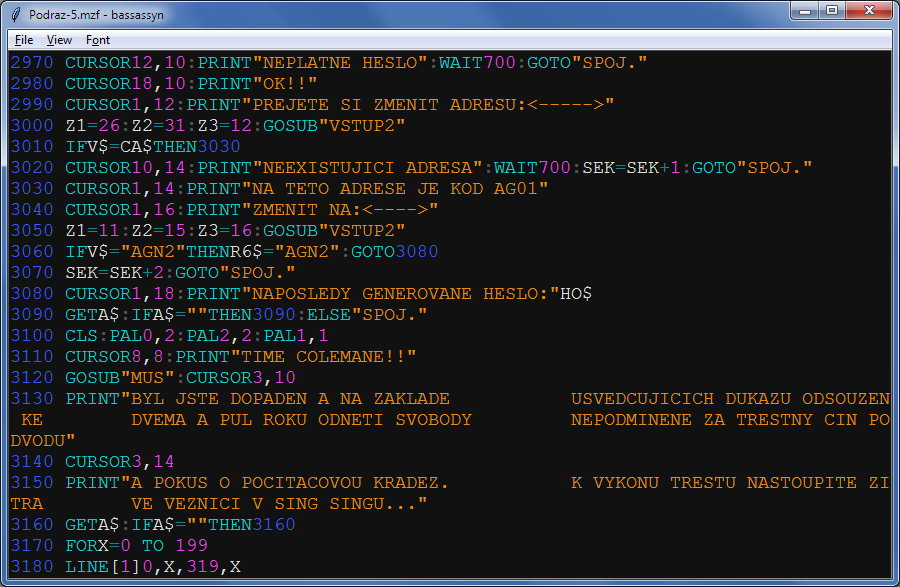 Podraz-5.mzf - bassassyn
File View Font
2970 CURSOR12,10:PRINT"NEPLATNE HESLO":WAIT700:GOTO"SPOJ."
2980 CURSOR18,10:PRINT"OK!!"
2990 CURSOR1,12:PRINT"PREJETE SI ZMENIT ADRESU:<----->"
3000 Z1=26:Z2=31:Z3=12:GOSUB"VSTUP2"
3010 IFV$=CA$THEN3030
3020 CURSOR10,14:PRINT"NEEXISTUJICI ADRESA":WAIT700:SEK=SEK+1:GOTO"SPOJ."
3030 CURSOR1,14:PRINT"NA TETO ADRESE JE KOD AG01"
3040 CURSOR1,16:PRINT"ZMENIT NA:<---->"
3050 Z1=11:Z2=15:Z3=16:GOSUB"VSTUP2"
3060 IFV$="AGN2"THENR6$="AGN2":GOTO3080
3070 SEK=SEK+2:GOTO"SPOJ."
3080 CURSOR1,18:PRINT"NAPOSLEDY GENEROVANE HESLO:"HO$
3090 GETA$:IFA$=""THEN3090:ELSE"SPOJ."
3100 CLS:PAL0,2:PAL2,2:PAL1,1
3110 CURSOR8,8:PRINT"TIME COLEMANE!!"
3120 GOSUB"MUS":CURSOR3,10
3130 PRINT"BYL JSTE DOPADEN A NA ZAKLADE           USVEDCUJICICH DUKAZU ODSOUZEN
 KE        DVEMA A PUL ROKU ODNETI SVOBODY         NEPODMINENE ZA TRESTNY CIN PO
DVODU"
3140 CURSOR3,14
3150 PRINT"A POKUS O POCITACOVOU KRADEZ.           K VYKONU TRESTU NASTOUPITE ZI
TRA        VE VEZNICI V SING SINGU..."
3160 GETA$:IFA$=""THEN3160
3170 FORX=0 TO 199
3180 LINE[1]0,X,319,X